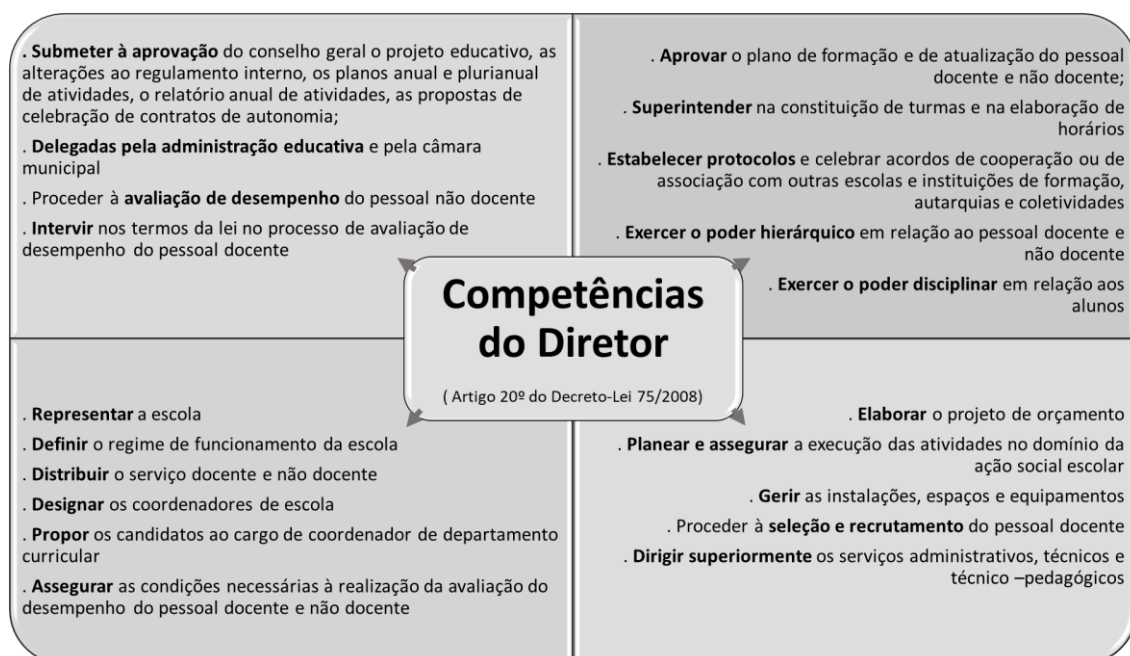 . Submeter à aprovação do conselho geral o projeto educativo, as
alterações ao regulamento interno, os planos anual e plurianual
de atividades, o relatório anual de atividades, as propostas de
celebração de contratos de autonomia;
. Delegadas pela administração educativa e pela câmara
municipal
. Proceder à avaliação de desempenho do pessoal não docente
. Intervir nos termos da lei no processo de avaliação de
desempenho do pessoal docente
. Aprovar o plano de formação e de atualização do pessoal
docente e não docente;
. Superintender na constituição de turmas e na elaboração de
horários
. Estabelecer protocolos e celebrar acordos de cooperação ou de
associação com outras escolas e instituições de formação,
autarquias e coletividades
. Exercer o poder hierárquico em relação ao pessoal docente e
não docente
. Exercer o poder disciplinar em relação aos
alunos
Competências
do Diretor
( Artigo 20º do Decreto-Lei 75/2008)
. Representar a escola
. Definir o regime de funcionamento da escola
. Distribuir o serviço docente e não docente
. Designar os coordenadores de escola
. Propor os candidatos ao cargo de coordenador de departamento
curricular
. Assegurar as condições necessárias à realização da avaliação do
desempenho do pessoal docente e não docente
. Elaborar o projeto de orçamento
. Planear e assegurar a execução das atividades no domínio da
ação social escolar
. Gerir as instalações, espaços e equipamentos
. Proceder à seleção e recrutamento do pessoal docente
. Dirigir superiormente os serviços administrativos, técnicos e
técnico –pedagógicos